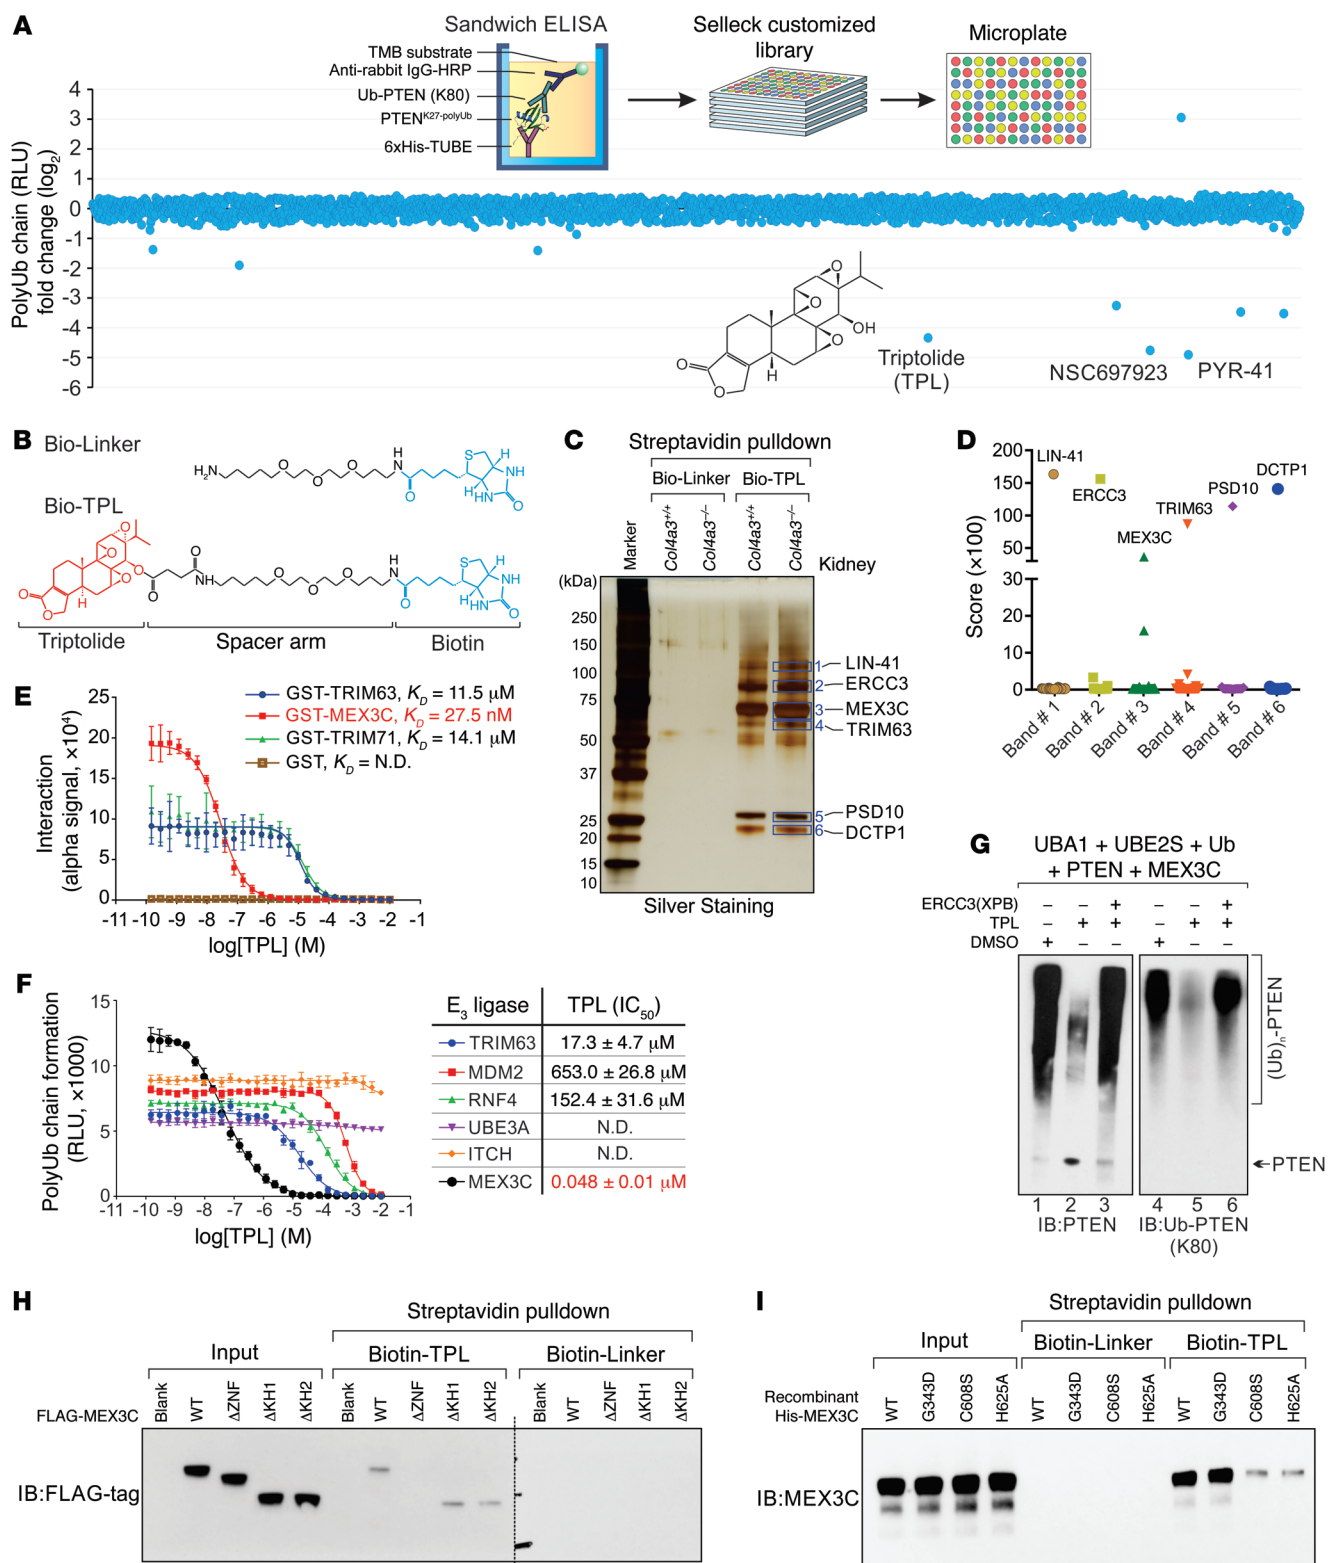 A
Sandwich ELISA
TMB substrate
Anti-rabbit IgG-HRP
Ub-PTEN (K80)
PTEN^K27-polyUb
6xHis-TUBE
Selleck customized
library
Microplate
PolyUb chain (RLU)
fold change (log2)
4
3
2
1
0
-1
-2
-3
-4
-5
-6
O
O
O
O
O
OH
H
Triptolide
(TPL)
NSC697923
PYR-41
B
Bio-Linker
H2N
O
O
O
H
N
O
S
H
H
NH
HN
O
Bio-TPL
O
O
O
O
O
H
O
O
O
NH
O
O
O
H
N
O
S
H
H
NH
HN
O
Triptolide
Spacer arm
Biotin
C
Streptavidin pulldown
Bio-Linker
Bio-TPL
Marker
Col4a3+/+
Col4a3–/–
Col4a3+/+
Col4a3–/–
Kidney
(kDa)
250
150
100
75
50
37
25
20
15
10
1 LIN-41
2 ERCC3
3 MEX3C
4 TRIM63
5 PSD10
6 DCTP1
Silver Staining
D
Score (×100)
200
150
100
50
30
20
10
0
LIN-41
ERCC3
MEX3C
TRIM63
PSD10
DCTP1
Band # 1
Band # 2
Band # 3
Band # 4
Band # 5
Band # 6
E
Interaction
(alpha signal, ×10⁴)
25
20
15
10
5
0
-11 -10 -9 -8 -7 -6 -5 -4 -3 -2 -1
log[TPL] (M)
GST-TRIM63, KD = 11.5 μM
GST-MEX3C, KD = 27.5 nM
GST-TRIM71, KD = 14.1 μM
GST, KD = N.D.
F
PolyUb chain formation
(RLU, ×1000)
15
10
5
0
-11 -10 -9 -8 -7 -6 -5 -4 -3 -2 -1
log[TPL] (M)
E3 ligase TPL (IC50)
TRIM63 17.3 ± 4.7 μM
MDM2 653.0 ± 26.8 μM
RNF4 152.4 ± 31.6 μM
UBE3A N.D.
ITCH N.D.
MEX3C 0.048 ± 0.01 μM
G
UBA1 + UBE2S + Ub
+ PTEN + MEX3C
ERCC3(XPB) – – + – – +
TPL – + + – + +
DMSO + – – + – –
(Ub)n-PTEN
PTEN
1 2 3 4 5 6
IB:PTEN
IB:Ub-PTEN
(K80)
H
Streptavidin pulldown
Input
Biotin-TPL
Biotin-Linker
FLAG-MEX3C
Blank
WT
ΔZNF
ΔKH1
ΔKH2
Blank
WT
ΔZNF
ΔKH1
ΔKH2
Blank
WT
ΔZNF
ΔKH1
ΔKH2
IB:FLAG-tag
I
Streptavidin pulldown
Input
Biotin-Linker
Biotin-TPL
Recombinant
His-MEX3C
WT
G343D
C608S
H625A
WT
G343D
C608S
H625A
WT
G343D
C608S
H625A
IB:MEX3C